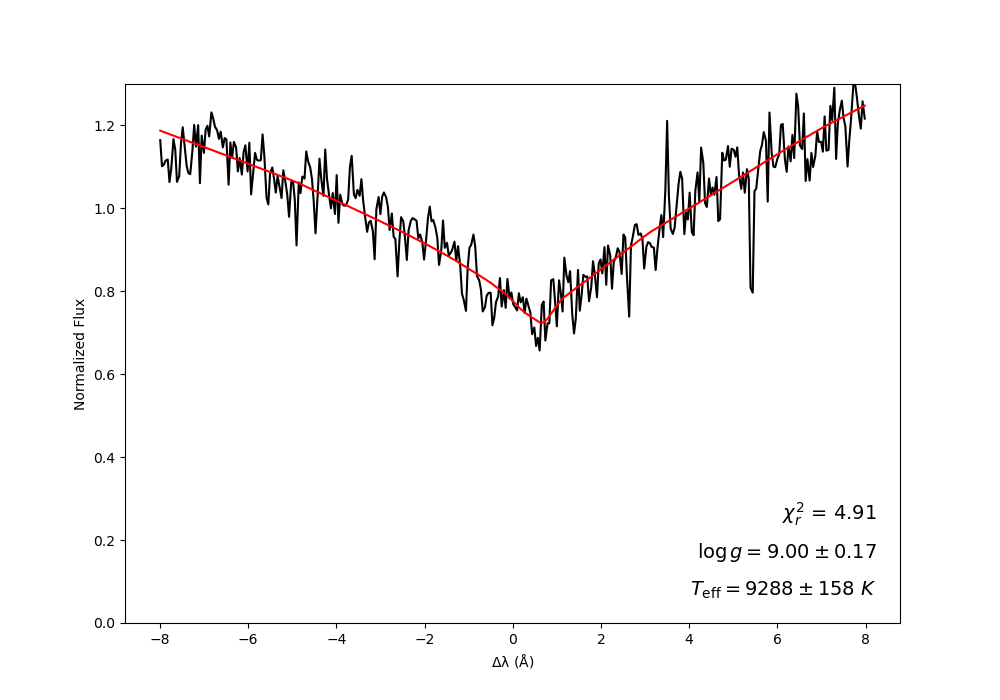 1.2
1.0
0.8
0.6
0.4
0.2
0.0
Normalized Flux
χ²ᵣ = 4.91
log g = 9.00 ± 0.17
T_eff = 9288 ± 158 K
−8 −6 −4 −2 0 2 4 6 8
Δλ (Å)